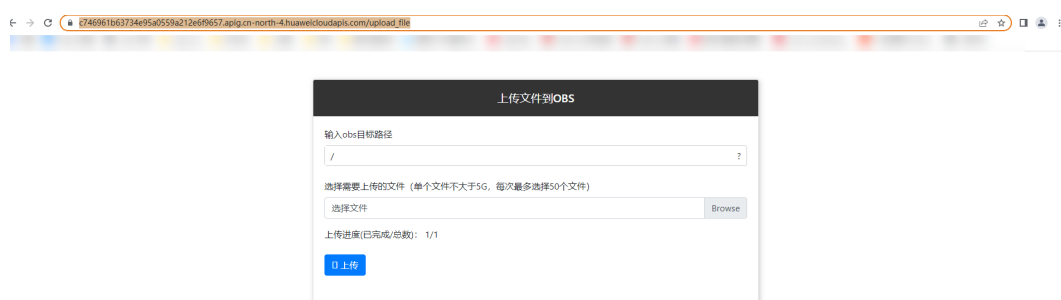 c746961b63734e95a0559a212e6f9657.apig.cn-north-4.huaweicloudapis.com/upload_file
上传文件到OBS
输入obs目标路径
/ ?
选择需要上传的文件（单个文件不大于5G，每次最多选择50个文件）
选择文件 Browse
上传进度(已完成/总数)： 1/1
上传